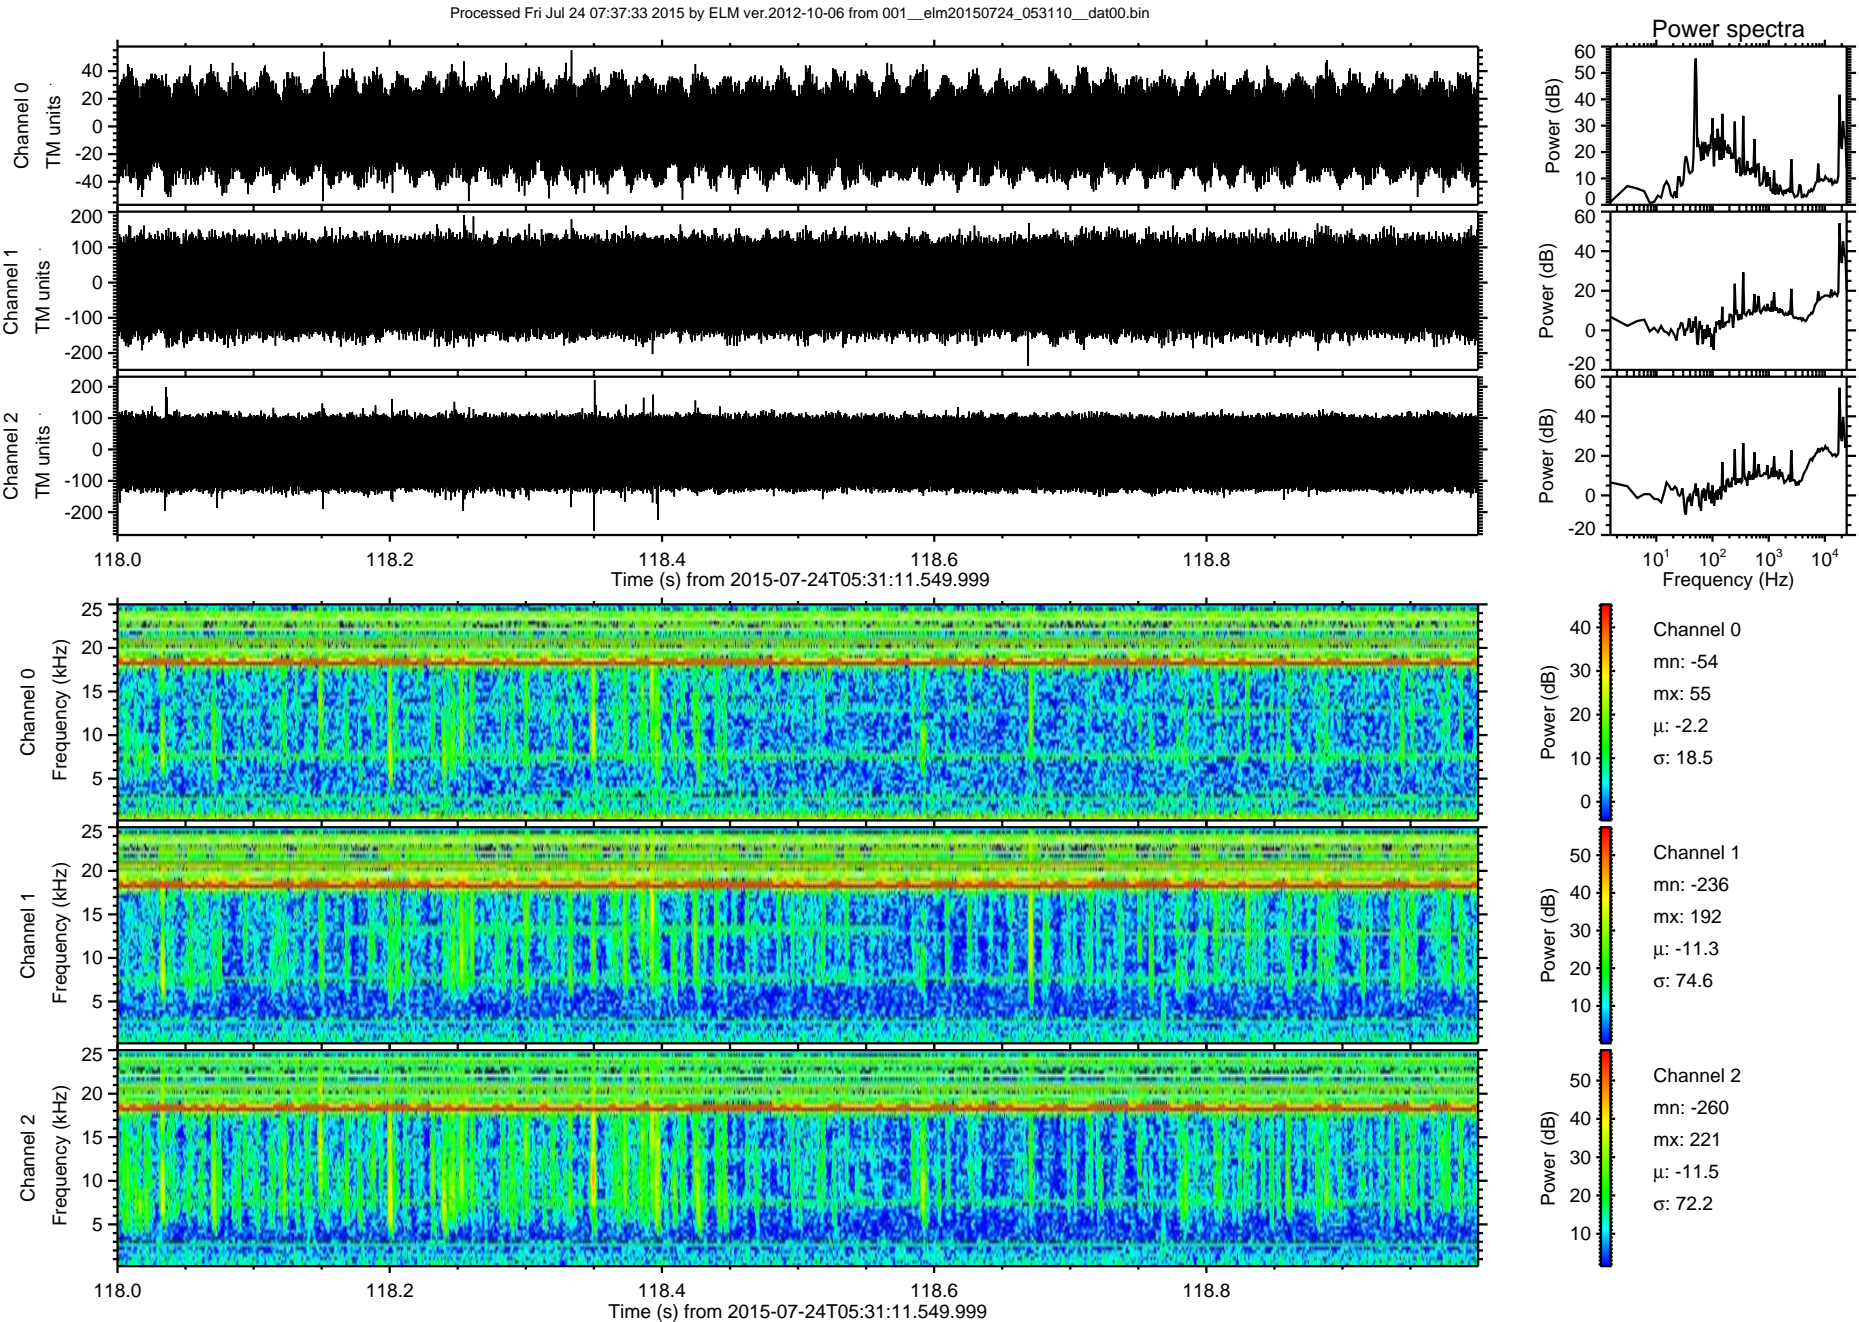 Processed Fri Jul 24 07:37:33 2015 by ELM ver.2012-10-06 from 001__elm20150724_053110__dat00.bin
Power spectra
Channel 0
TM units
40
20
0
-20
-40
Power (dB)
60
50
40
30
20
10
0
Channel 1
TM units
200
100
0
-100
-200
Power (dB)
60
40
20
0
-20
Channel 2
TM units
200
100
0
-100
-200
Power (dB)
60
40
20
0
-20
118.0 118.2 118.4 118.6 118.8
Time (s) from 2015-07-24T05:31:11.549.999
10^1 10^2 10^3 10^4
Frequency (Hz)
Channel 0
Frequency (kHz)
25
20
15
10
5
Power (dB)
40
30
20
10
0
Channel 0
mn: -54
mx: 55
μ: -2.2
σ: 18.5
Channel 1
Frequency (kHz)
25
20
15
10
5
Power (dB)
50
40
30
20
10
Channel 1
mn: -236
mx: 192
μ: -11.3
σ: 74.6
Channel 2
Frequency (kHz)
25
20
15
10
5
Power (dB)
50
40
30
20
10
Channel 2
mn: -260
mx: 221
μ: -11.5
σ: 72.2
118.0 118.2 118.4 118.6 118.8
Time (s) from 2015-07-24T05:31:11.549.999